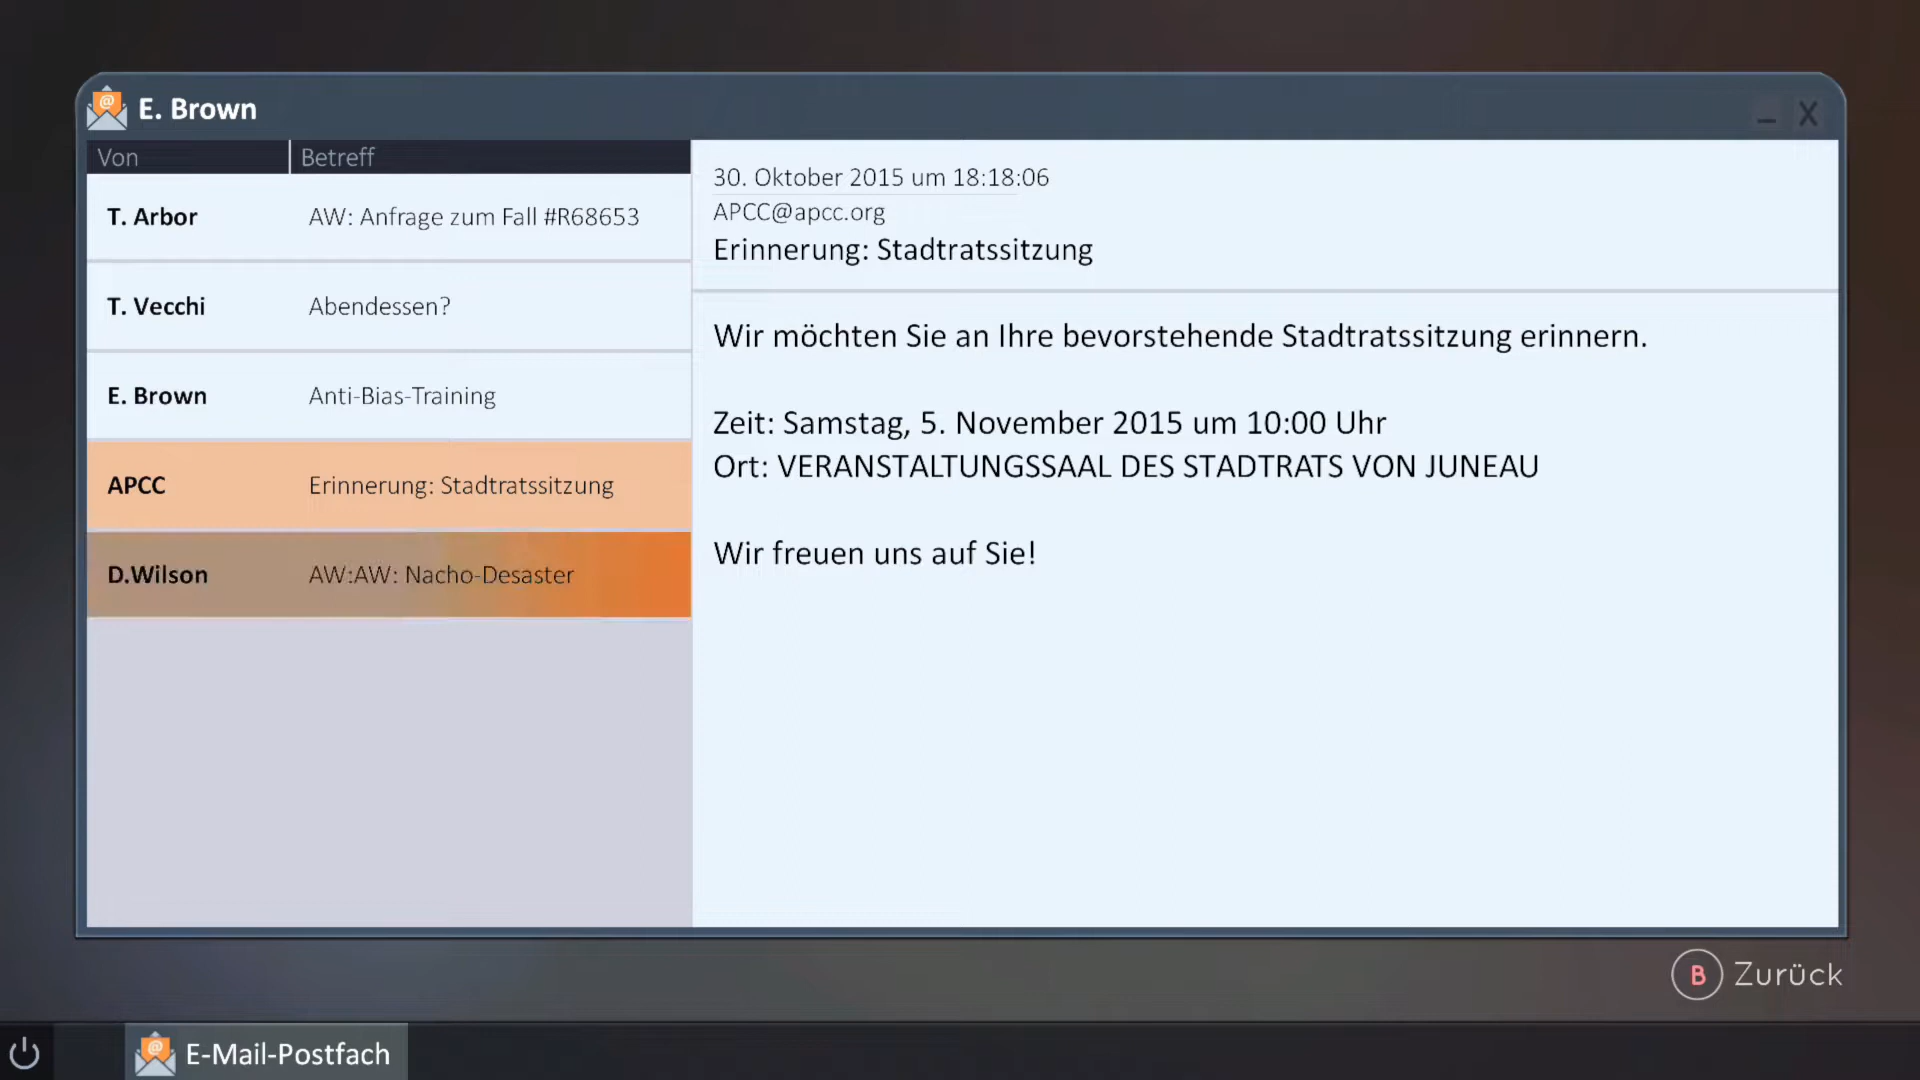 E. Brown
X
Von Betreff
T. Arbor AW: Anfrage zum Fall #R68653
T. Vecchi Abendessen?
E. Brown Anti-Bias-Training
APCC Erinnerung: Stadtratssitzung
D.Wilson AW:AW: Nacho-Desaster
30. Oktober 2015 um 18:18:06
APCC@apcc.org
Erinnerung: Stadtratssitzung
Wir möchten Sie an Ihre bevorstehende Stadtratssitzung erinnern.
Zeit: Samstag, 5. November 2015 um 10:00 Uhr
Ort: VERANSTALTUNGSSAAL DES STADTRATS VON JUNEAU
Wir freuen uns auf Sie!
B Zurück
E-Mail-Postfach